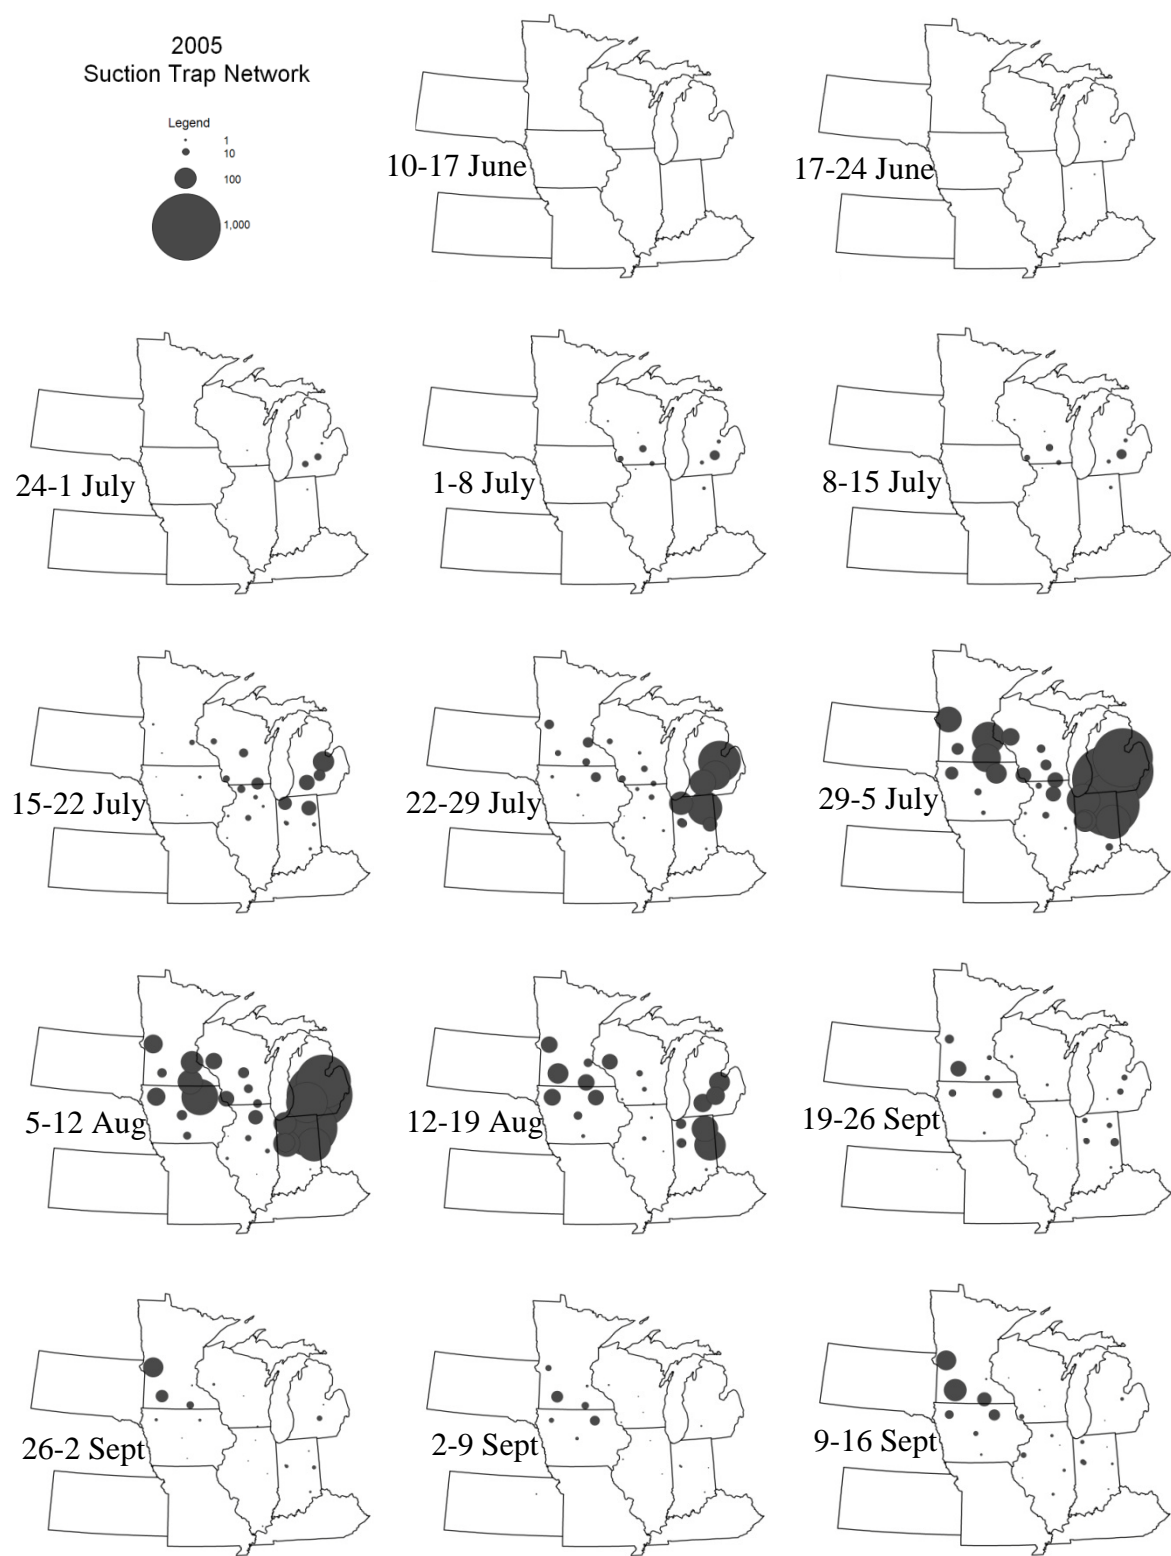 2005
Suction Trap Network
Legend
1
10
100
1,000
10-17 June
17-24 June
24-1 July
1-8 July
8-15 July
15-22 July
22-29 July
29-5 July
5-12 Aug
12-19 Aug
19-26 Sept
26-2 Sept
2-9 Sept
9-16 Sept